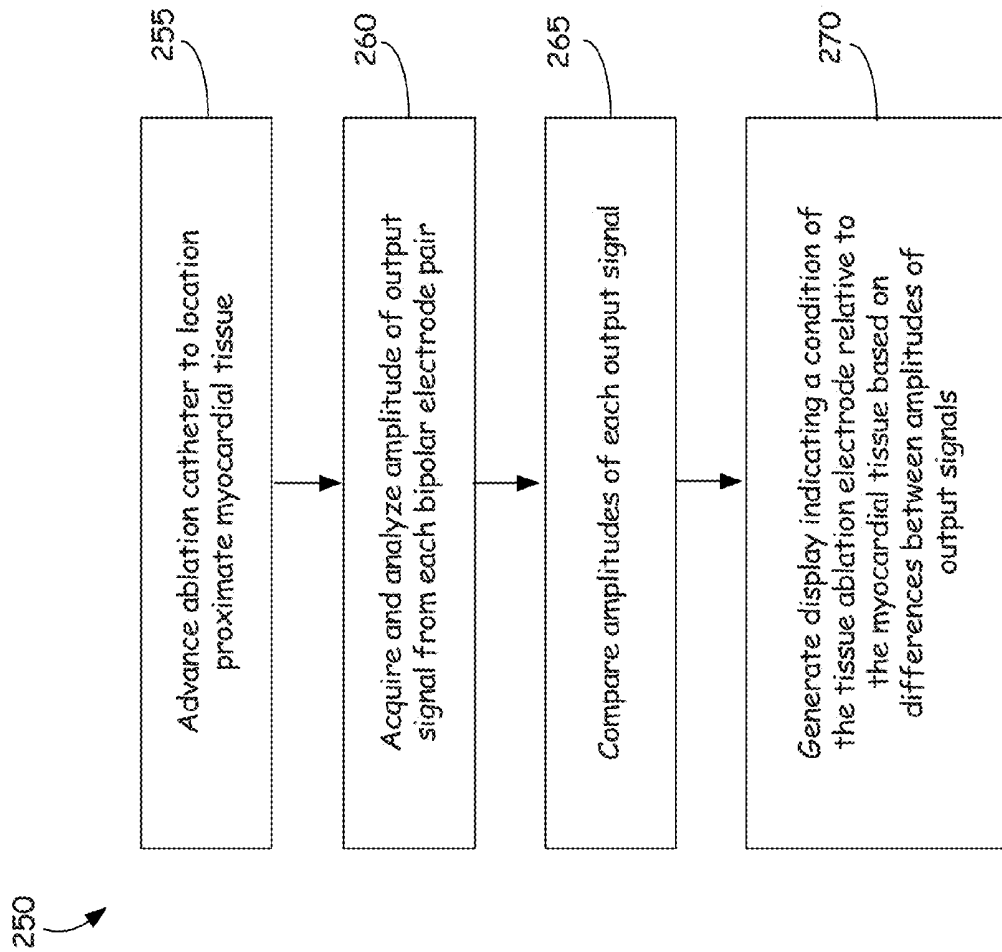 250
255
Advance ablation catheter to location
proximate myocardial tissue
260
Acquire and analyze amplitude of output
signal from each bipolar electrode pair
265
Compare amplitudes of each output signal
270
Generate display indicating a condition of
the tissue ablation electrode relative to
the myocardial tissue based on
differences between amplitudes of
output signals